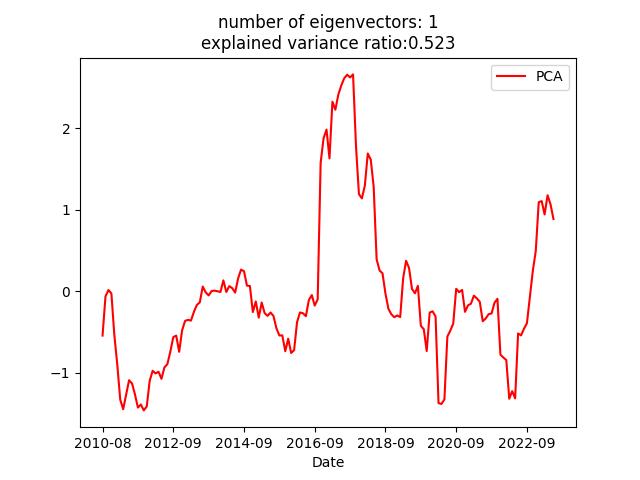 number of eigenvectors: 1
explained variance ratio:0.523
PCA
2
1
0
−1
2010-08 2012-09 2014-09 2016-09 2018-09 2020-09 2022-09
Date